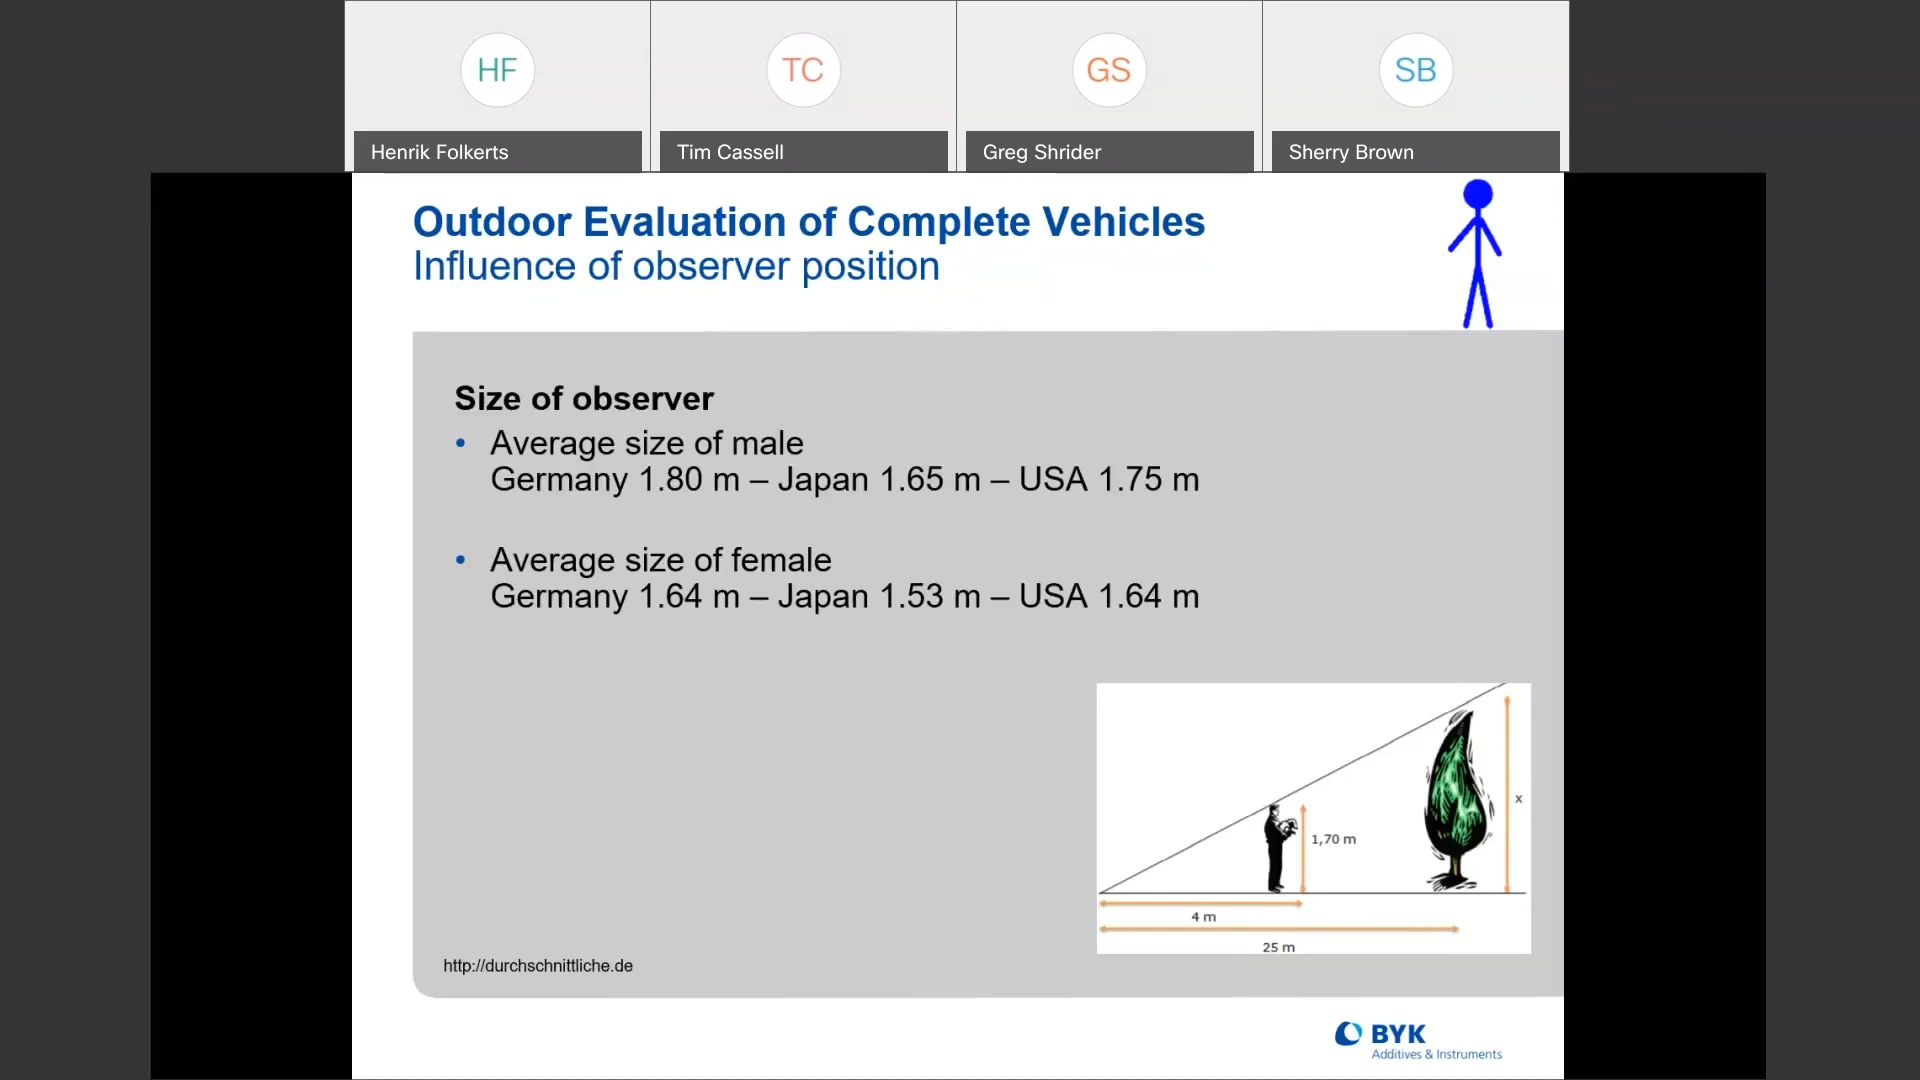 HF
TC
GS
SB
Henrik Folkerts
Tim Cassell
Greg Shrider
Sherry Brown
Outdoor Evaluation of Complete Vehicles
Influence of observer position
Size of observer
• Average size of male
Germany 1.80 m – Japan 1.65 m – USA 1.75 m
• Average size of female
Germany 1.64 m – Japan 1.53 m – USA 1.64 m
x
1,70 m
4 m
25 m
http://durchschnittliche.de
BYK
Additives & Instruments